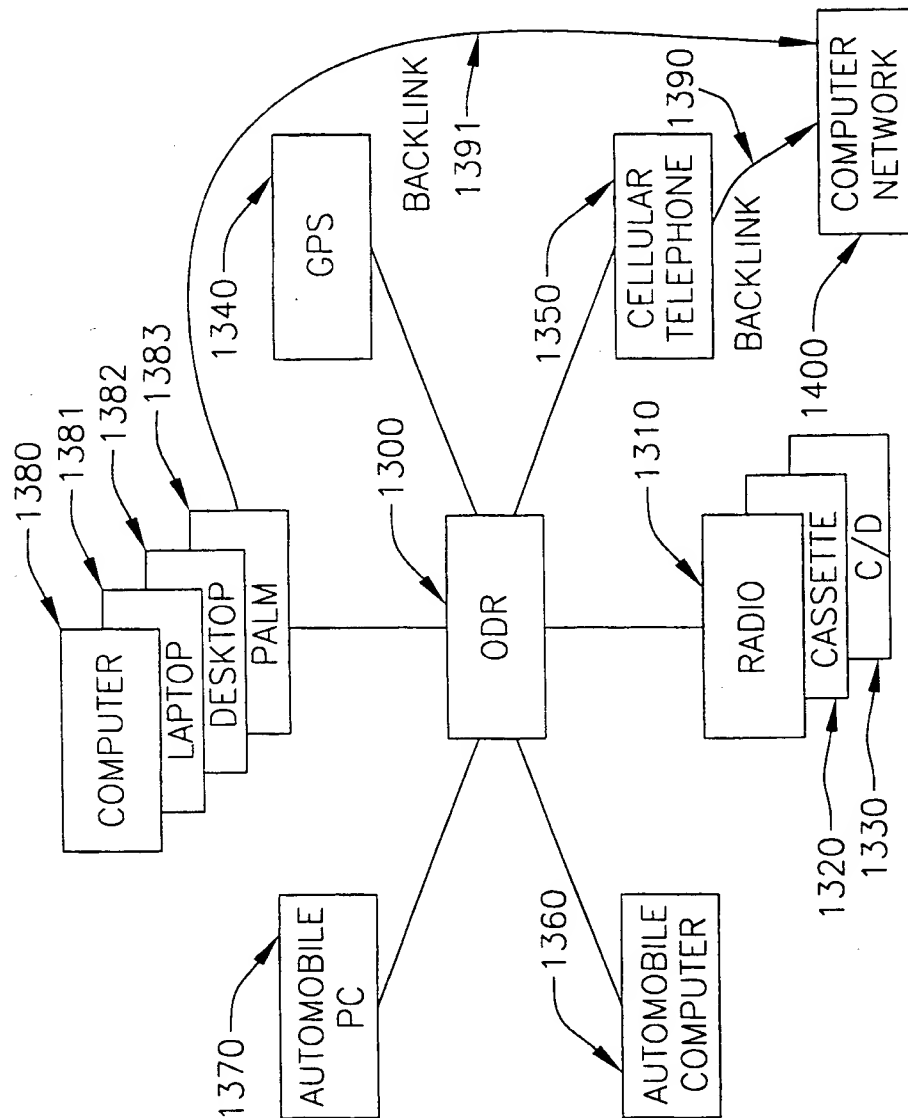 1380
1381
1382
1383
COMPUTER
LAPTOP
DESKTOP
PALM
1370
AUTOMOBILE
PC
1340
GPS
BACKLINK
1391
1300
ODR
1360
AUTOMOBILE
COMPUTER
1310
RADIO
CASSETTE
C/D
1320
1330
1350
CELLULAR
TELEPHONE
1390
BACKLINK
1400
COMPUTER
NETWORK